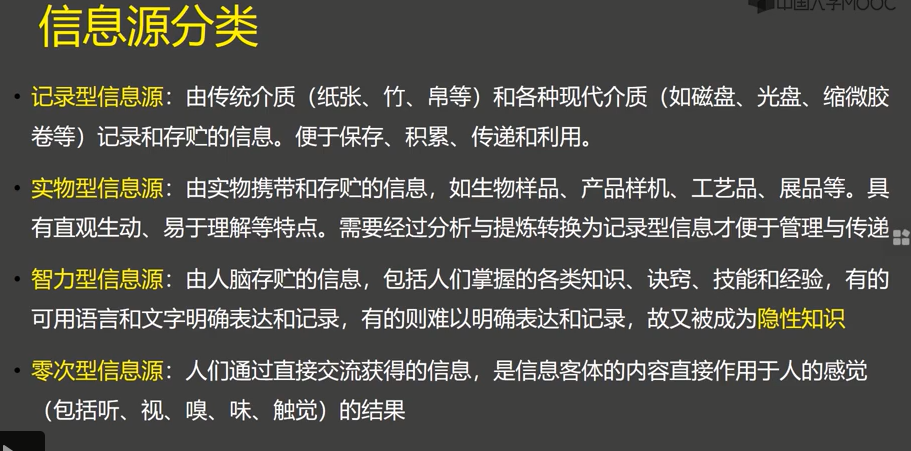 中国大学MOOC
信息源分类
• 记录型信息源：由传统介质（纸张、竹、帛等）和各种现代介质（如磁盘、光盘、缩微胶
卷等）记录和存贮的信息。便于保存、积累、传递和利用。
• 实物型信息源：由实物携带和存贮的信息，如生物样品、产品样机、工艺品、展品等。具
有直观生动、易于理解等特点。需要经过分析与提炼转换为记录型信息才便于管理与传递
• 智力型信息源：由人脑存贮的信息，包括人们掌握的各类知识、诀窍、技能和经验，有的
可用语言和文字明确表达和记录，有的则难以明确表达和记录，故又被成为隐性知识
• 零次型信息源：人们通过直接交流获得的信息，是信息客体的内容直接作用于人的感觉
（包括听、视、嗅、味、触觉）的结果